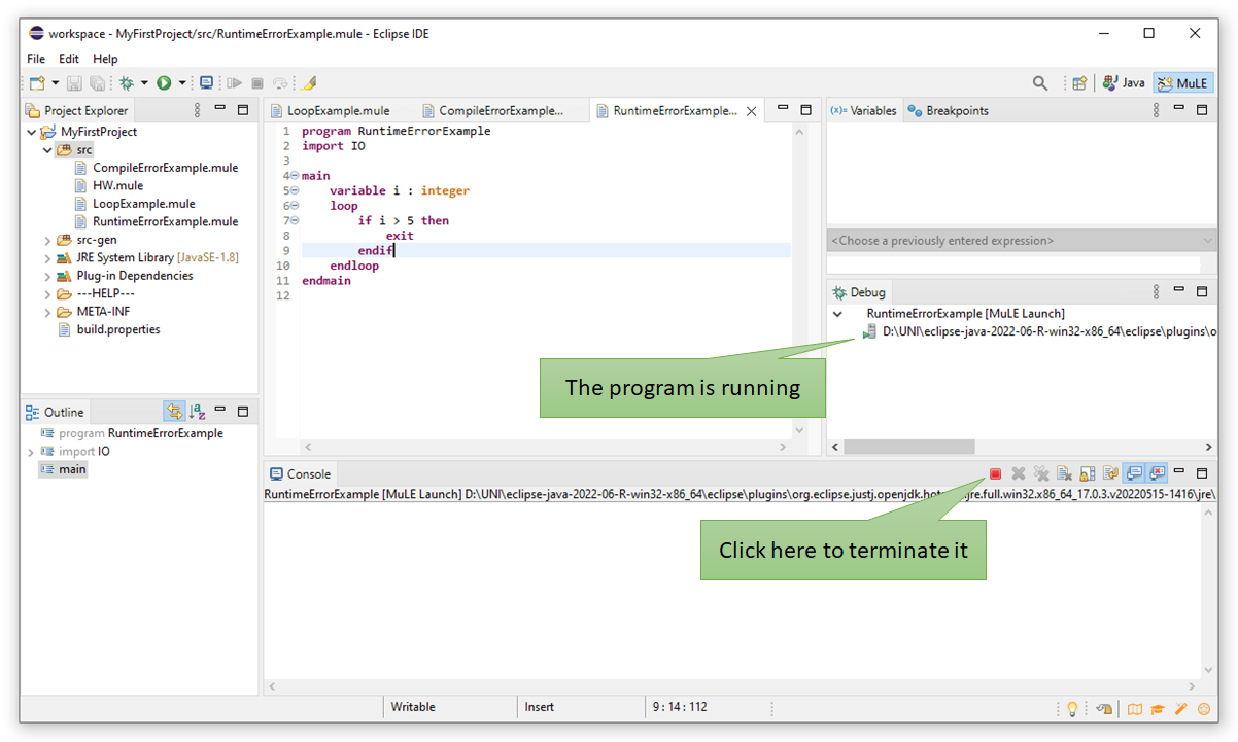 workspace - MyFirstProject/src/RuntimeErrorExample.mule - Eclipse IDE
File Edit Help
Java MuLE
Project Explorer
MyFirstProject
src
CompileErrorExample.mule
HW.mule
LoopExample.mule
RuntimeErrorExample.mule
src-gen
JRE System Library [JavaSE-1.8]
Plug-in Dependencies
---HELP---
META-INF
build.properties
LoopExample.mule CompileErrorExample... RuntimeErrorExample...
1 program RuntimeErrorExample
2 import IO
3
4 main
5 variable i : integer
6 loop
7 if i > 5 then
8 exit
9 endif
10 endloop
11 endmain
12
(x)= Variables Breakpoints
<Choose a previously entered expression>
Debug
RuntimeErrorExample [MuLE Launch]
D:\UNI\eclipse-java-2022-06-R-win32-x86_64\eclipse\plugins\o
The program is running
Outline
program RuntimeErrorExample
import IO
main
Console
RuntimeErrorExample [MuLE Launch] D:\UNI\eclipse-java-2022-06-R-win32-x86_64\eclipse\plugins\org.eclipse.justj.openjdk.hot jre.full.win32.x86_64_17.0.3.v20220515-1416\jre\
Click here to terminate it
Writable Insert 9 : 14 : 112